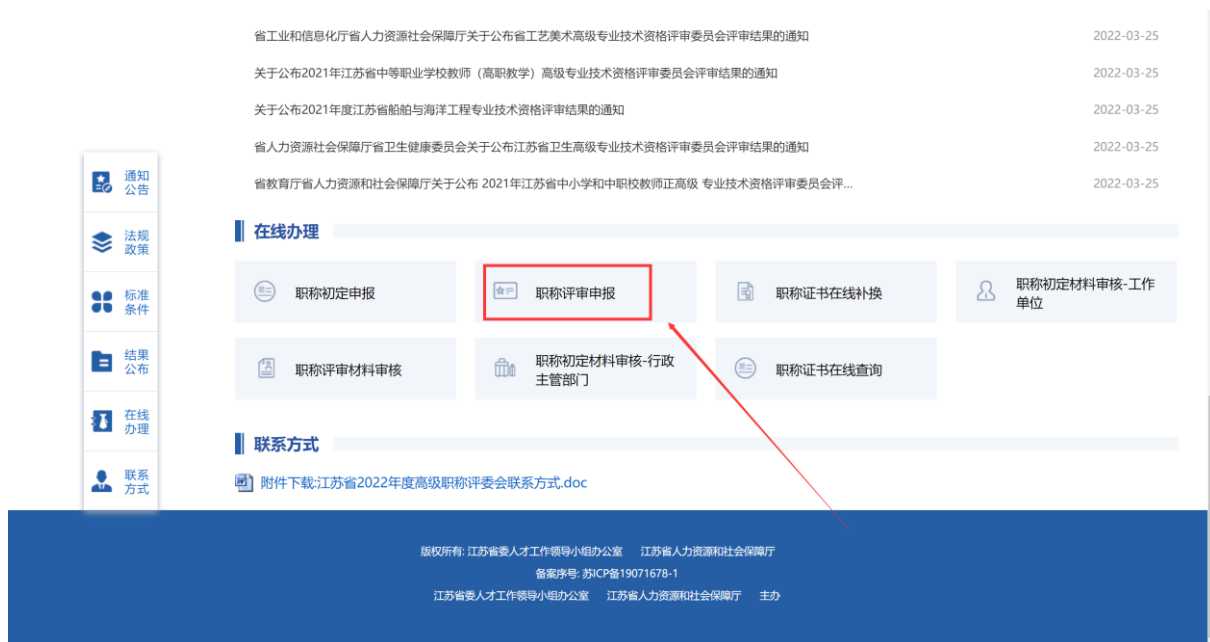 省工业和信息化厅省人力资源社会保障厅关于公布省工艺美术高级专业技术资格评审委员会评审结果的通知 2022-03-25
关于公布2021年江苏省中等职业学校教师（高职教学）高级专业技术资格评审委员会评审结果的通知 2022-03-25
关于公布2021年度江苏省船舶与海洋工程专业技术资格评审结果的通知 2022-03-25
省人力资源社会保障厅省卫生健康委员会关于公布江苏省卫生高级专业技术资格评审委员会评审结果的通知 2022-03-25
省教育厅省人力资源和社会保障厅关于公布 2021年江苏省中小学和中职校教师正高级 专业技术资格评审委员会评... 2022-03-25
通知
公告
法规
政策
标准
条件
结果
公布
在线
办理
联系
方式
在线办理
职称初定申报
职称评审申报
职称证书在线补换
职称初定材料审核-工作
单位
职称评审材料审核
职称初定材料审核-行政
主管部门
职称证书在线查询
联系方式
附件下载:江苏省2022年度高级职称评委会联系方式.doc
版权所有: 江苏省委人才工作领导小组办公室 江苏省人力资源和社会保障厅
备案序号: 苏ICP备19071678-1
江苏省委人才工作领导小组办公室 江苏省人力资源和社会保障厅 主办